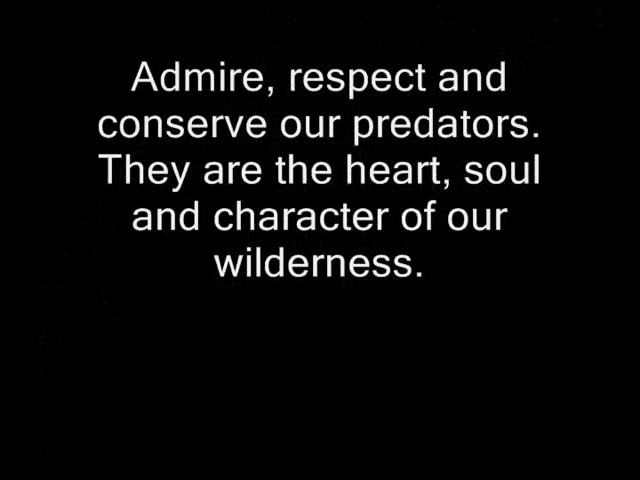 Admire, respect and
conserve our predators.
They are the heart, soul
and character of our
wilderness.